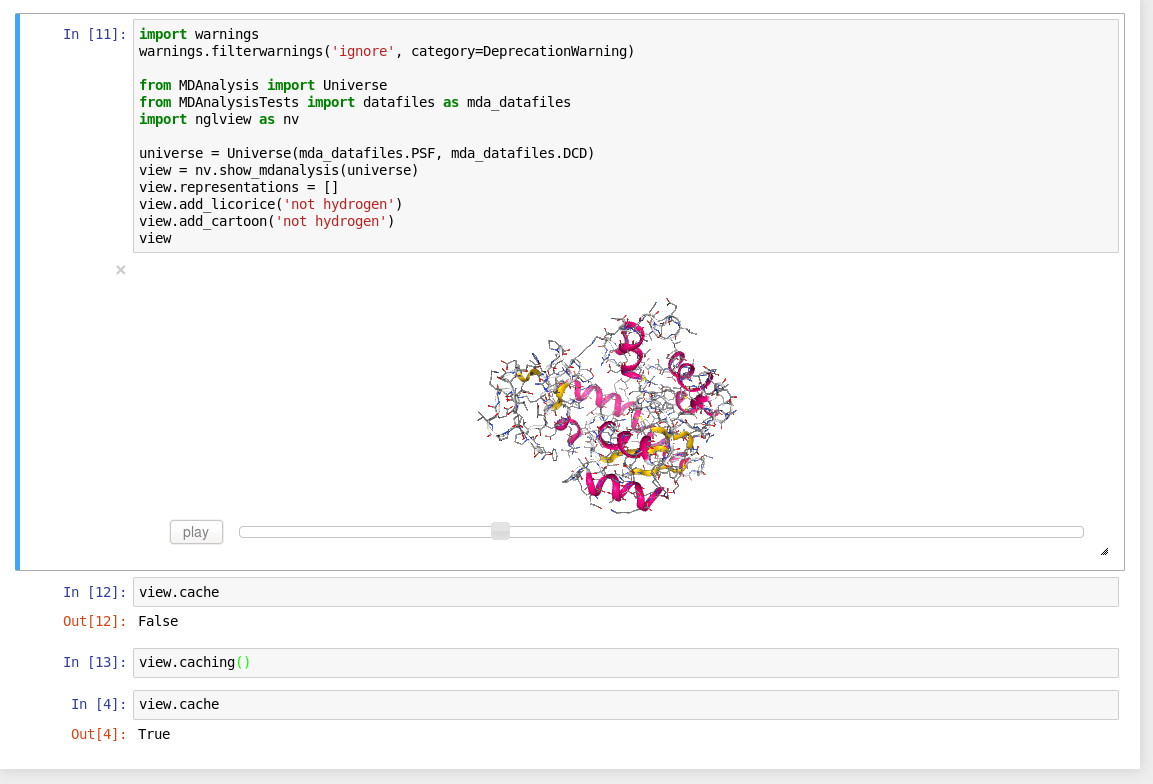 In [11]: import warnings
warnings.filterwarnings('ignore', category=DeprecationWarning)
from MDAnalysis import Universe
from MDAnalysisTests import datafiles as mda_datafiles
import nglview as nv
universe = Universe(mda_datafiles.PSF, mda_datafiles.DCD)
view = nv.show_mdanalysis(universe)
view.representations = []
view.add_licorice('not hydrogen')
view.add_cartoon('not hydrogen')
view
×
play
In [12]: view.cache
Out[12]: False
In [13]: view.caching()
In [4]: view.cache
Out[4]: True